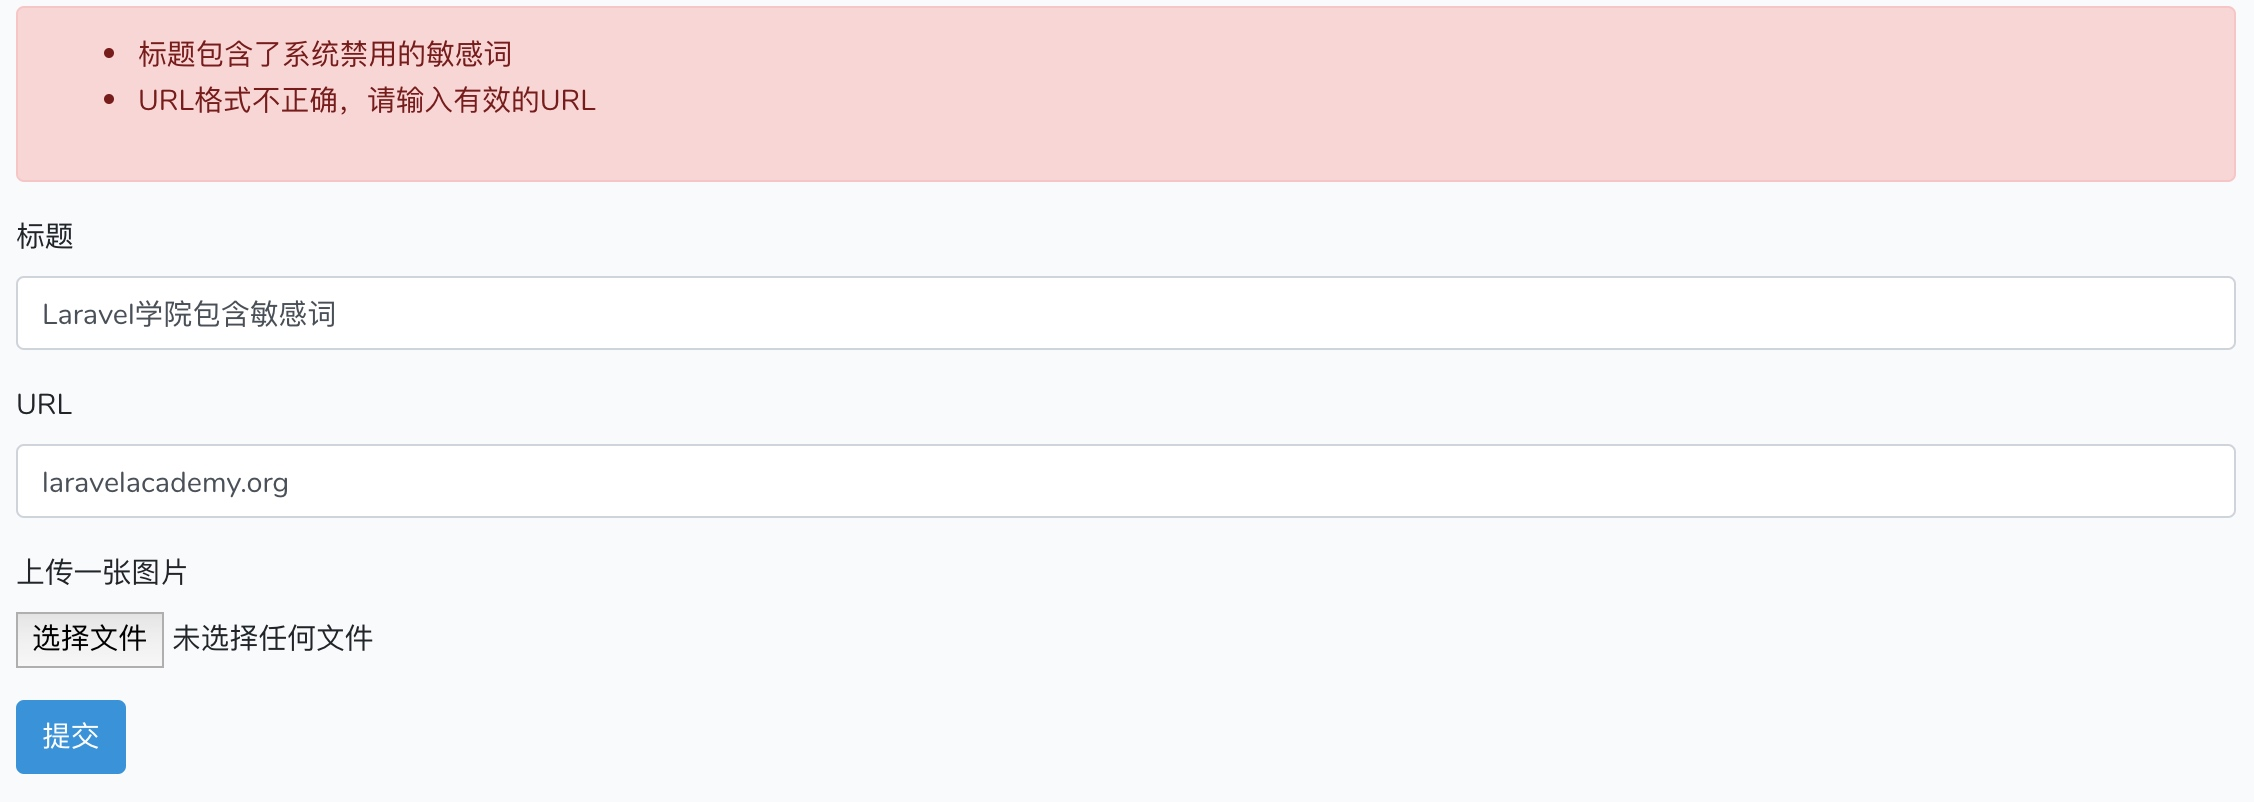 标题包含了系统禁用的敏感词
URL格式不正确，请输入有效的URL
标题
Laravel学院包含敏感词
URL
laravelacademy.org
上传一张图片
选择文件 未选择任何文件
提交